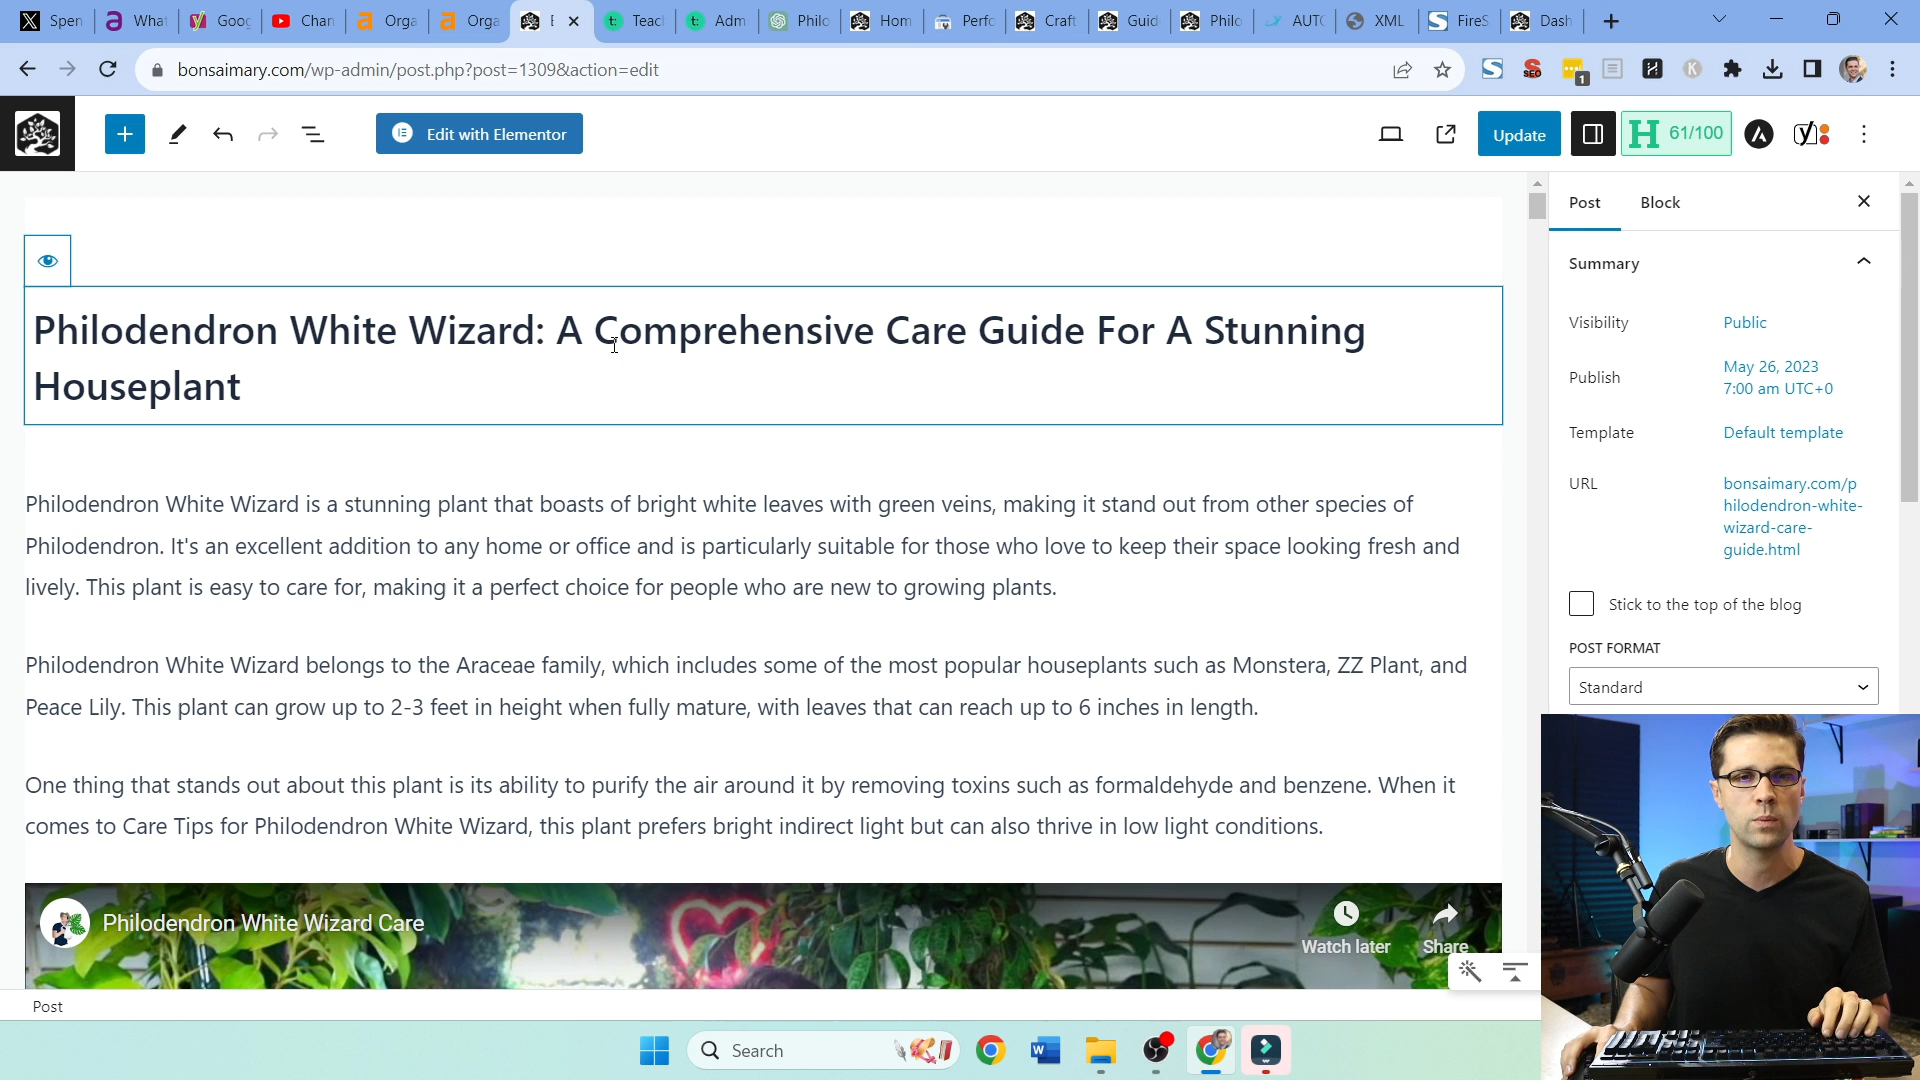 Spen
What
Goog
Chan
Orga
Orga
E
Teac
Adm
Philo
Hom
Perfo
Craft
Guid
Philo
AUTO
XML
FireS
Dash
bonsaimary.com/wp-admin/post.php?post=1309&action=edit
SEO
1
K
Edit with Elementor
Update
H 61/100
Post
Block
Philodendron White Wizard: A Comprehensive Care Guide For A Stunning
Houseplant
Philodendron White Wizard is a stunning plant that boasts of bright white leaves with green veins, making it stand out from other species of
Philodendron. It's an excellent addition to any home or office and is particularly suitable for those who love to keep their space looking fresh and
lively. This plant is easy to care for, making it a perfect choice for people who are new to growing plants.
Philodendron White Wizard belongs to the Araceae family, which includes some of the most popular houseplants such as Monstera, ZZ Plant, and
Peace Lily. This plant can grow up to 2-3 feet in height when fully mature, with leaves that can reach up to 6 inches in length.
One thing that stands out about this plant is its ability to purify the air around it by removing toxins such as formaldehyde and benzene. When it
comes to Care Tips for Philodendron White Wizard, this plant prefers bright indirect light but can also thrive in low light conditions.
Philodendron White Wizard Care
Watch later
Share
Summary
Visibility
Public
Publish
May 26, 2023
7:00 am UTC+0
Template
Default template
URL
bonsaimary.com/p
hilodendron-white-
wizard-care-
guide.html
Stick to the top of the blog
POST FORMAT
Standard
Post
Search